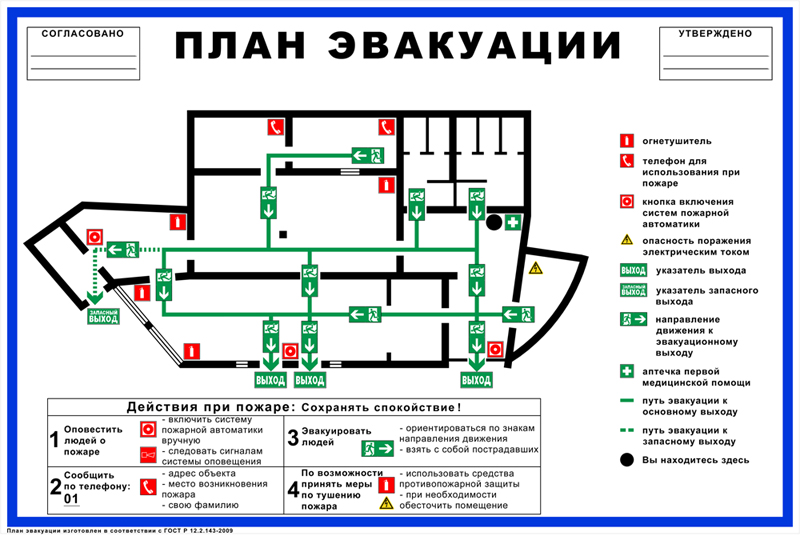 СОГЛАСОВАНО
ПЛАН ЭВАКУАЦИИ
УТВЕРЖДЕНО
огнетушитель
телефон для
использования при
пожаре
кнопка включения
систем пожарной
автоматики
опасность поражения
электрическим током
ВЫХОД
указатель выхода
ЗАПАСНЫЙ
ВЫХОД
указатель запасного
выхода
направление
движения к
эвакуационному
выходу
аптечка первой
медицинской помощи
путь эвакуации к
основному выходу
путь эвакуации к
запасному выходу
Вы находитесь здесь
ЗАПАСНЫЙ
ВЫХОД
ВЫХОД
ВЫХОД
ВЫХОД
Действия при пожаре: Сохранять спокойствие!
1
Оповестить
людей о
пожаре
- включить систему
пожарной автоматики
вручную
- следовать сигналам
системы оповещения
3
Эвакуировать
людей
- ориентироваться по знакам
направления движения
- взять с собой пострадавших
2
Сообщить
по телефону:
01
- адрес объекта
- место возникновения
пожара
- свою фамилию
4
По возможности
принять меры
по тушению
пожара
- использовать средства
противопожарной защиты
- при необходимости
обесточить помещение
План эвакуации изготовлен в соответствии с ГОСТ Р 12.2.143-2009